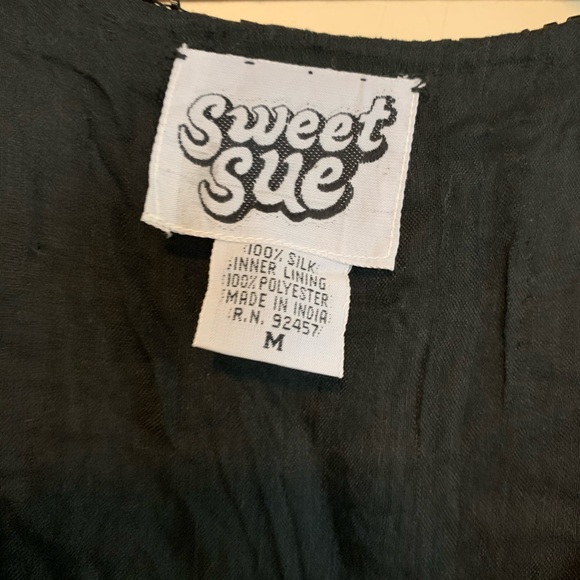 Sweet
Sue
100% SILK
INNER LINING
100% POLYESTER
MADE IN INDIA
R.N. 92457
M